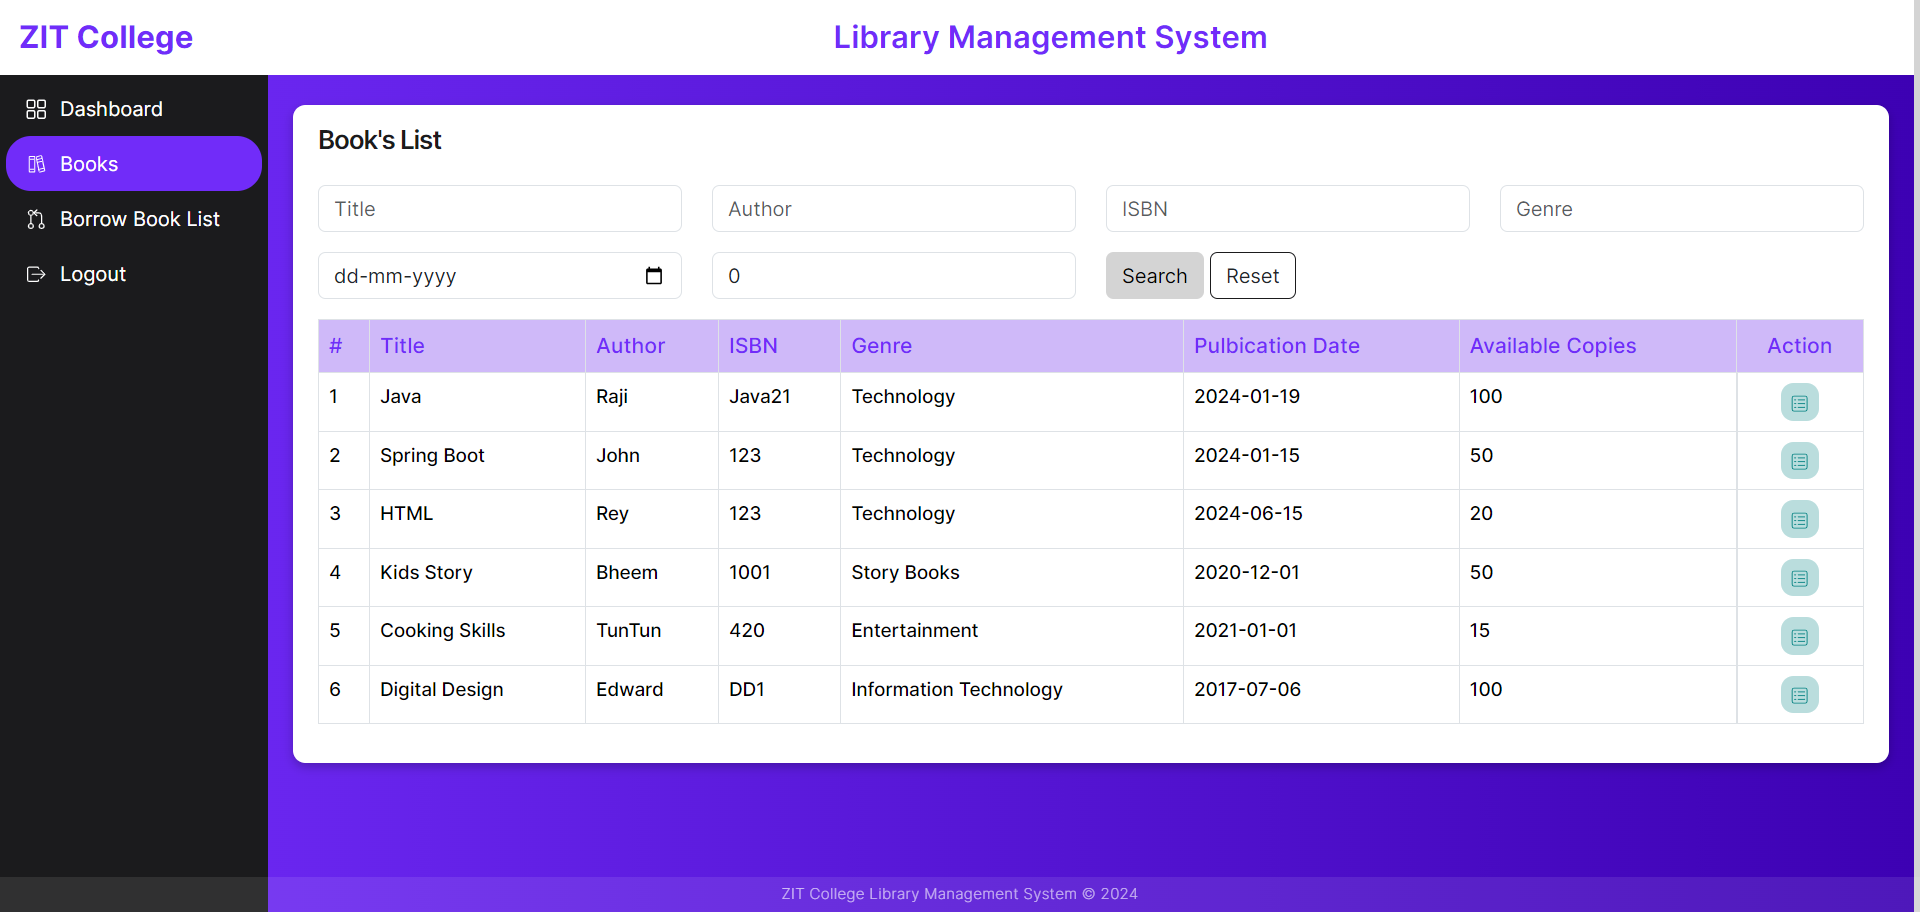 ZIT College
Library Management System
Dashboard
Books
Borrow Book List
Logout
Book's List
Title Author ISBN Genre
dd-mm-yyyy 0 Search Reset
# Title Author ISBN Genre Pulbication Date Available Copies Action
1 Java Raji Java21 Technology 2024-01-19 100
2 Spring Boot John 123 Technology 2024-01-15 50
3 HTML Rey 123 Technology 2024-06-15 20
4 Kids Story Bheem 1001 Story Books 2020-12-01 50
5 Cooking Skills TunTun 420 Entertainment 2021-01-01 15
6 Digital Design Edward DD1 Information Technology 2017-07-06 100
ZIT College Library Management System © 2024